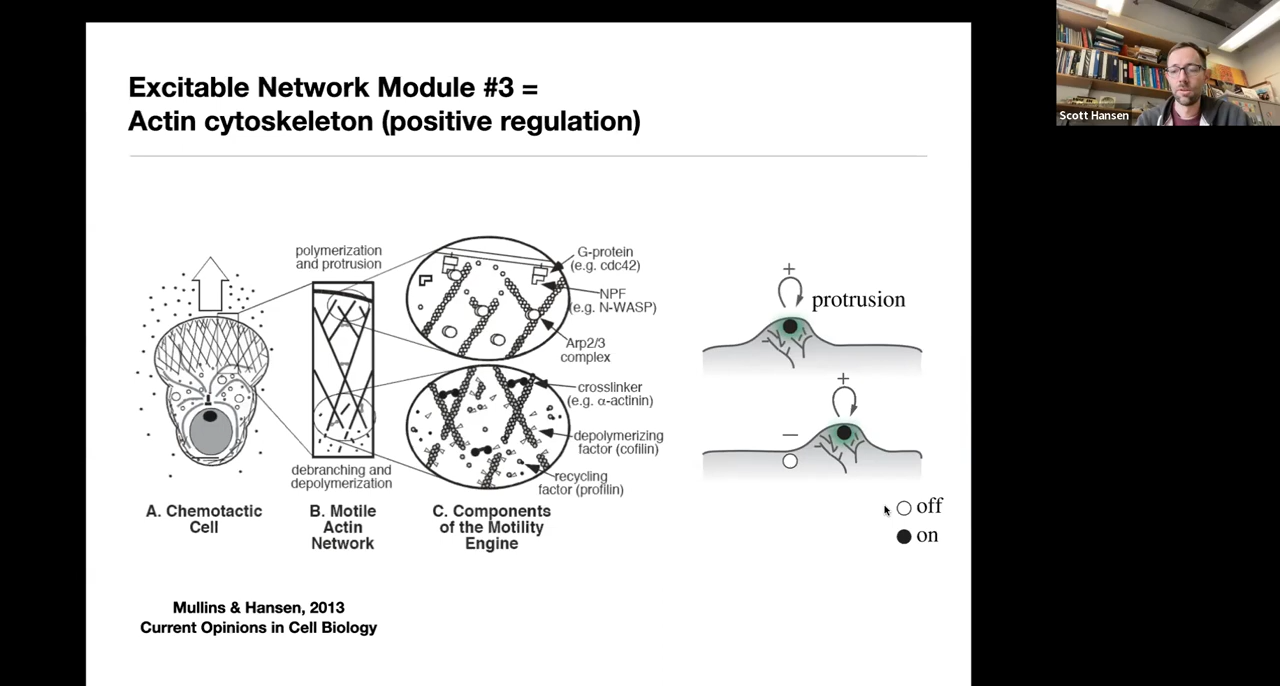 Excitable Network Module #3 =
Actin cytoskeleton (positive regulation)
Scott Hansen
polymerization
and protrusion
G-protein
(e.g. cdc42)
NPF
(e.g. N-WASP)
Arp2/3
complex
crosslinker
(e.g. α-actinin)
depolymerizing
factor (cofilin)
recycling
factor (profilin)
debranching and
depolymerization
A. Chemotactic
Cell
B. Motile
Actin
Network
C. Components
of the Motility
Engine
+
protrusion
+
−
off
on
Mullins & Hansen, 2013
Current Opinions in Cell Biology